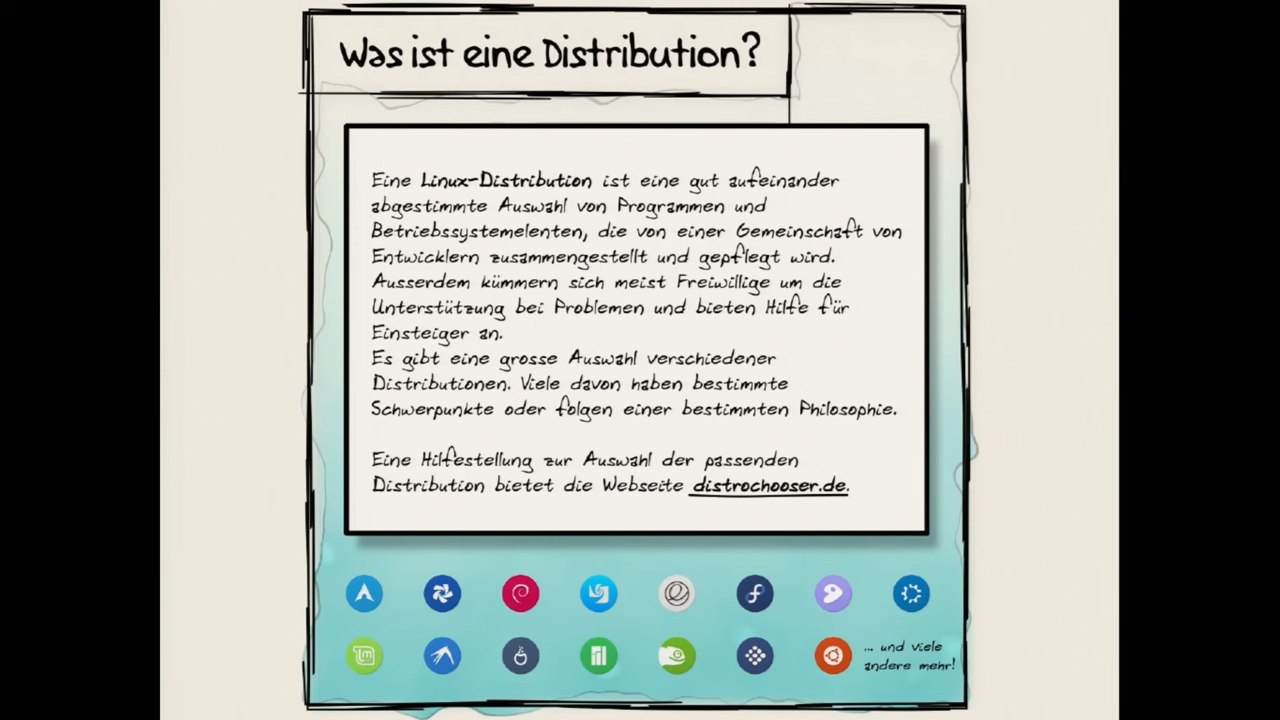 Was ist eine Distribution?
Eine Linux-Distribution ist eine gut aufeinander
abgestimmte Auswahl von Programmen und
Betriebssystemelenten, die von einer Gemeinschaft von
Entwicklern zusammengestellt und gepflegt wird.
Ausserdem kümmern sich meist Freiwillige um die
Unterstützung bei Problemen und bieten Hilfe für
Einsteiger an.
Es gibt eine grosse Auswahl verschiedener
Distributionen. Viele davon haben bestimmte
Schwerpunkte oder folgen einer bestimmten Philosophie.
Eine Hilfestellung zur Auswahl der passenden
Distribution bietet die Webseite distrochooser.de.
... und viele
andere mehr!